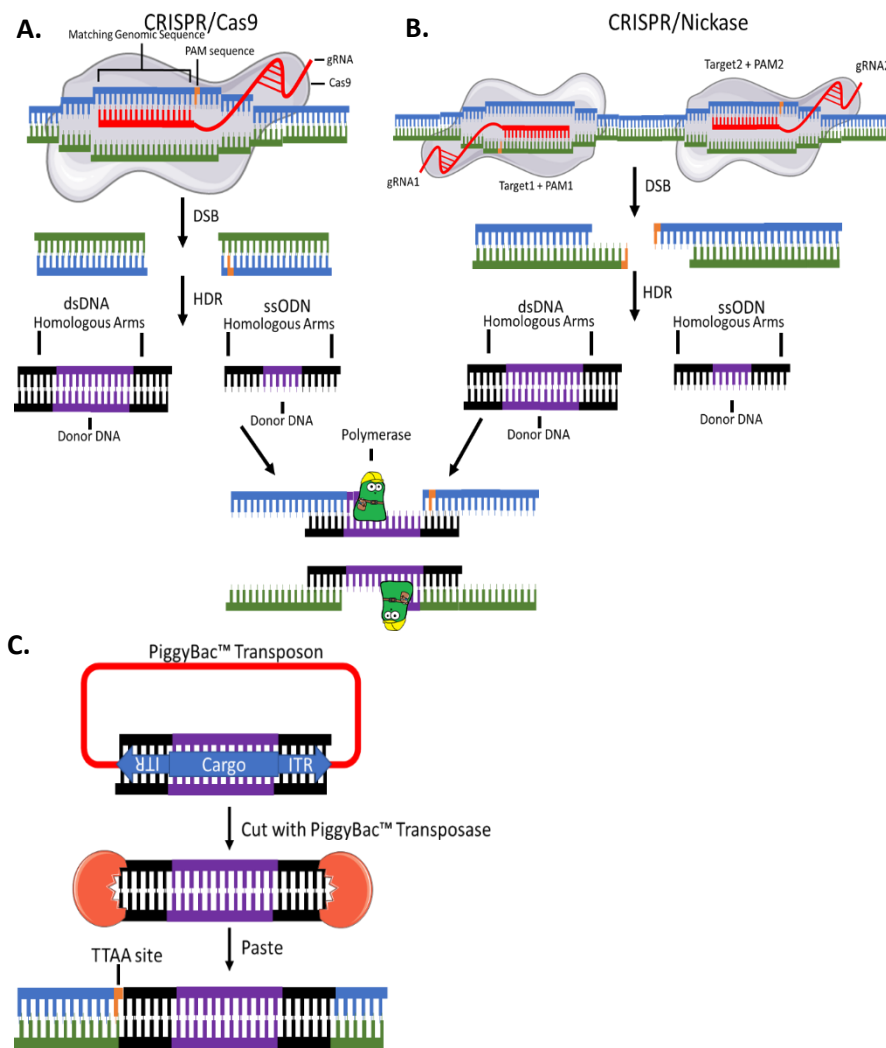 A.
CRISPR/Cas9
Matching Genomic Sequence
PAM sequence
gRNA
Cas9
DSB
HDR
dsDNA
Homologous Arms
ssODN
Homologous Arms
Donor DNA
Donor DNA
B.
CRISPR/Nickase
Target2 + PAM2
gRNA2
gRNA1
Target1 + PAM1
DSB
HDR
dsDNA
Homologous Arms
ssODN
Homologous Arms
Donor DNA
Donor DNA
Polymerase
C.
PiggyBac™ Transposon
ITR
Cargo
ITR
Cut with PiggyBac™ Transposase
Paste
TTAA site